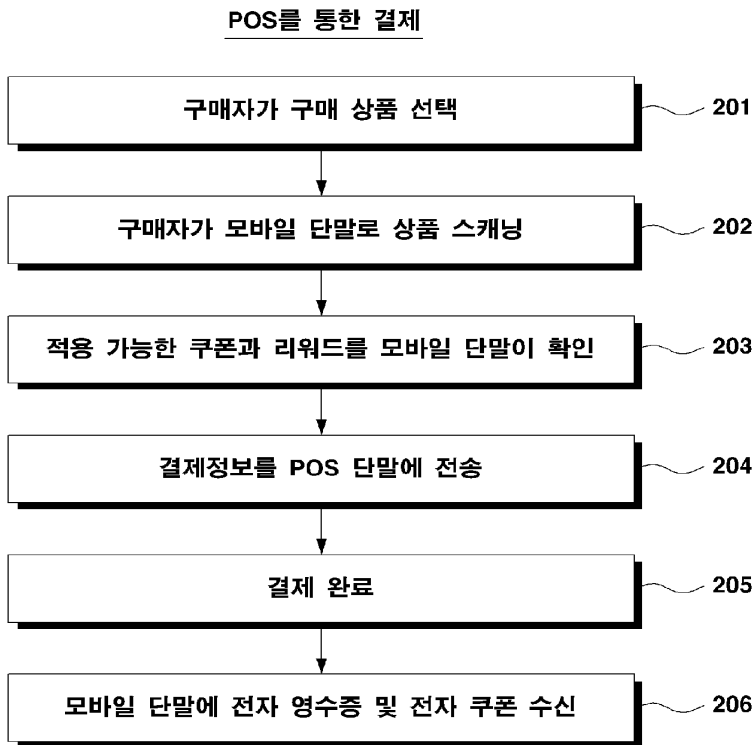 POS를 통한 결제
구매자가 구매 상품 선택 201
구매자가 모바일 단말로 상품 스캐닝 202
적용 가능한 쿠폰과 리워드를 모바일 단말이 확인 203
결제정보를 POS 단말에 전송 204
결제 완료 205
모바일 단말에 전자 영수증 및 전자 쿠폰 수신 206